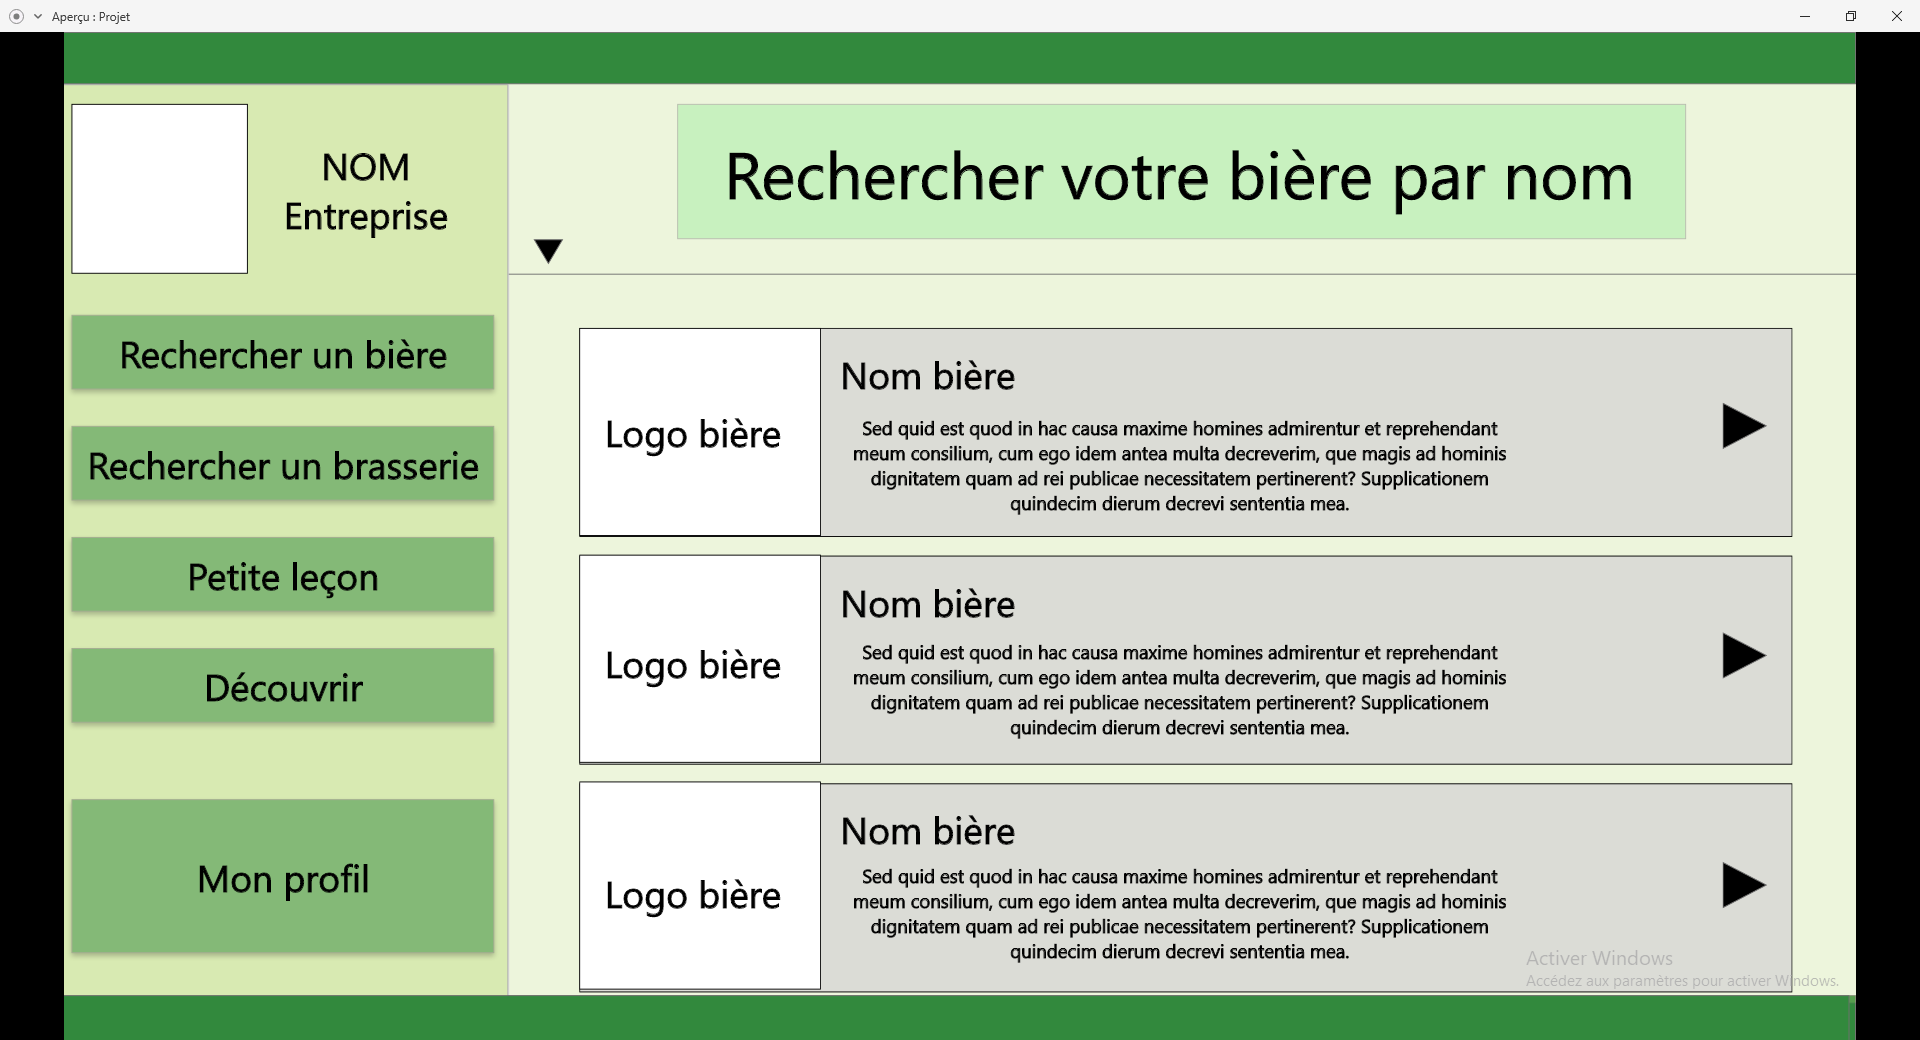 Aperçu : Projet
NOM
Entreprise
Rechercher votre bière par nom
Rechercher un bière
Rechercher un brasserie
Petite leçon
Découvrir
Mon profil
Logo bière
Nom bière
Sed quid est quod in hac causa maxime homines admirentur et reprehendant
meum consilium, cum ego idem antea multa decreverim, que magis ad hominis
dignitatem quam ad rei publicae necessitatem pertinerent? Supplicationem
quindecim dierum decrevi sententia mea.
Logo bière
Nom bière
Sed quid est quod in hac causa maxime homines admirentur et reprehendant
meum consilium, cum ego idem antea multa decreverim, que magis ad hominis
dignitatem quam ad rei publicae necessitatem pertinerent? Supplicationem
quindecim dierum decrevi sententia mea.
Logo bière
Nom bière
Sed quid est quod in hac causa maxime homines admirentur et reprehendant
meum consilium, cum ego idem antea multa decreverim, que magis ad hominis
dignitatem quam ad rei publicae necessitatem pertinerent? Supplicationem
quindecim dierum decrevi sententia mea.
Activer Windows
Accédez aux paramètres pour activer Windows.